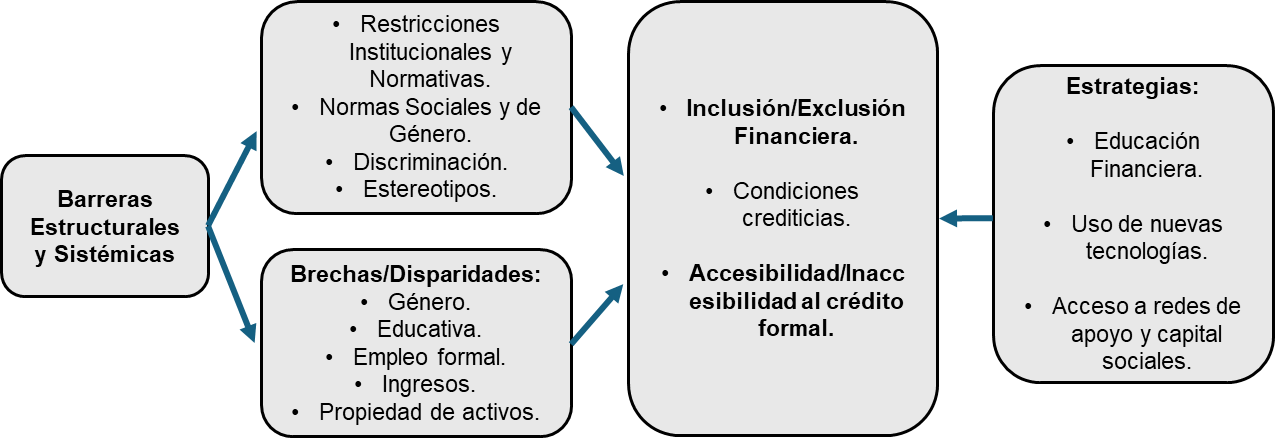 Barreras
Estructurales
y Sistémicas
• Restricciones
Institucionales y
Normativas.
• Normas Sociales y de
Género.
• Discriminación.
• Estereotipos.
Brechas/Disparidades:
• Género.
• Educativa.
• Empleo formal.
• Ingresos.
• Propiedad de activos.
• Inclusión/Exclusión
Financiera.
• Condiciones
crediticias.
• Accesibilidad/Inacc
esibilidad al crédito
formal.
Estrategias:
• Educación
Financiera.
• Uso de nuevas
tecnologías.
• Acceso a redes de
apoyo y capital
sociales.